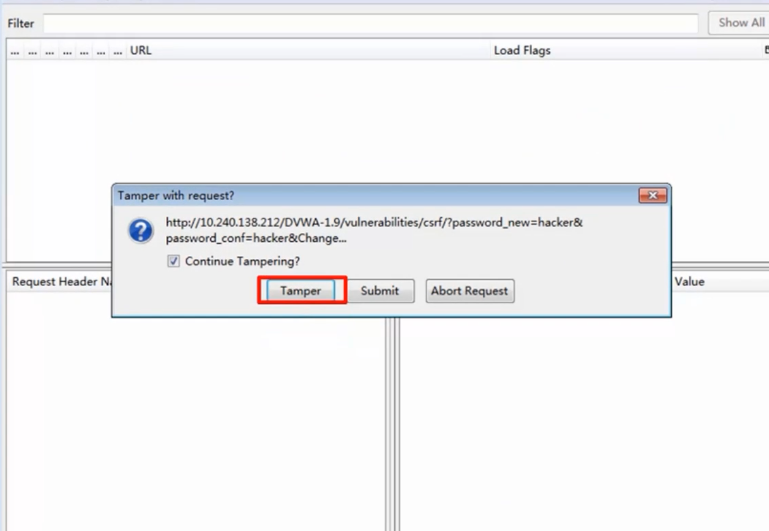 Filter
Show All
... ... ... ... ... ... ... URL Load Flags
Tamper with request?
http://10.240.138.212/DVWA-1.9/vulnerabilities/csrf/?password_new=hacker&
password_conf=hacker&Change...
Continue Tampering?
Tamper Submit Abort Request
Request Header Na
Value